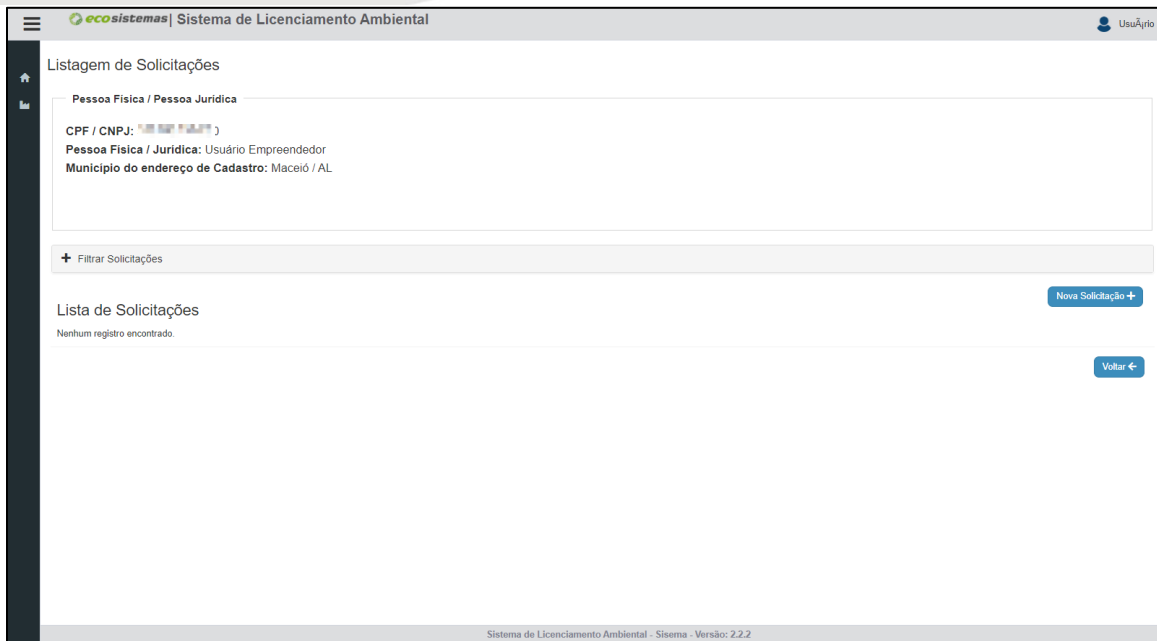 ecosistemas| Sistema de Licenciamento Ambiental
UsuÃ¡rio
Listagem de Solicitações
Pessoa Física / Pessoa Jurídica
CPF / CNPJ:
Pessoa Física / Jurídica: Usuário Empreendedor
Município do endereço de Cadastro: Maceió / AL
+ Filtrar Solicitações
Nova Solicitação +
Lista de Solicitações
Nenhum registro encontrado.
Voltar
Sistema de Licenciamento Ambiental - Sisema - Versão: 2.2.2